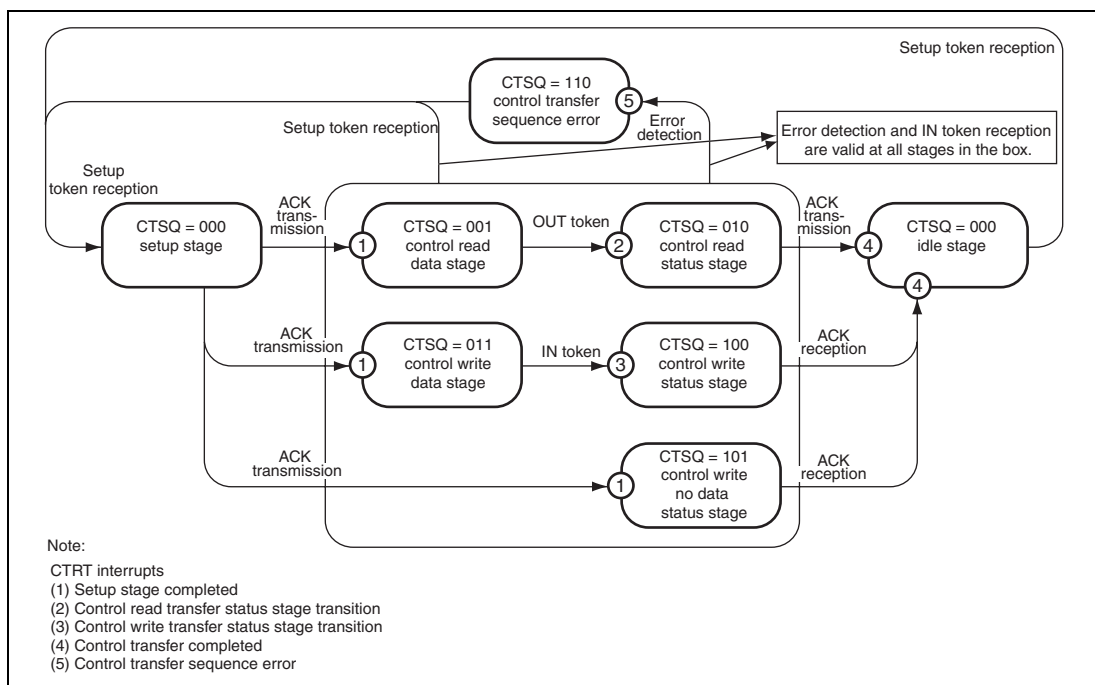 Setup token reception
CTSQ = 110
control transfer
sequence error
5
Setup token reception
Error
detection
Error detection and IN token reception
are valid at all stages in the box.
Setup
token reception
CTSQ = 000
setup stage
ACK
trans-
mission
1
CTSQ = 001
control read
data stage
OUT token
2
CTSQ = 010
control read
status stage
ACK
transmis-
mission
4
CTSQ = 000
idle stage
4
ACK
transmission
1
CTSQ = 011
control write
data stage
IN token
3
CTSQ = 100
control write
status stage
ACK
reception
ACK
transmission
1
CTSQ = 101
control write
no data
status stage
ACK
reception
Note:
CTRT interrupts
(1) Setup stage completed
(2) Control read transfer status stage transition
(3) Control write transfer status stage transition
(4) Control transfer completed
(5) Control transfer sequence error